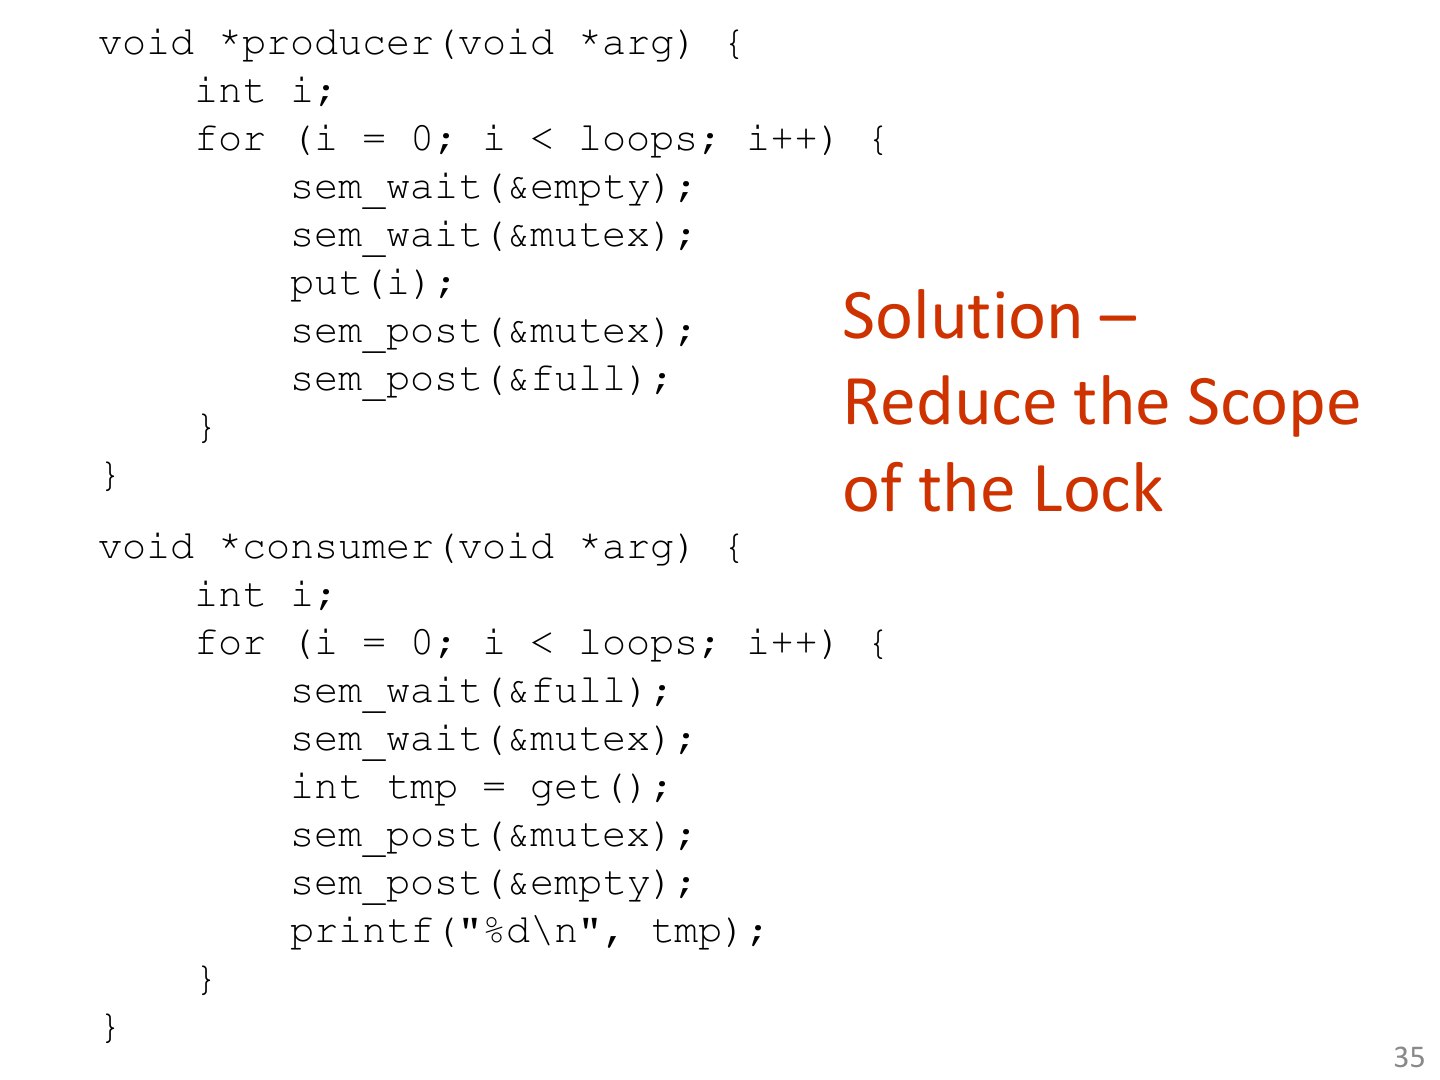 void *producer(void *arg) {
    int i;
    for (i = 0; i < loops; i++) {
        sem_wait(&empty);
        sem_wait(&mutex);
        put(i);
        sem_post(&mutex);
        sem_post(&full);
    }
}
Solution –
Reduce the Scope
of the Lock
void *consumer(void *arg) {
    int i;
    for (i = 0; i < loops; i++) {
        sem_wait(&full);
        sem_wait(&mutex);
        int tmp = get();
        sem_post(&mutex);
        sem_post(&empty);
        printf("%d\n", tmp);
    }
}
35